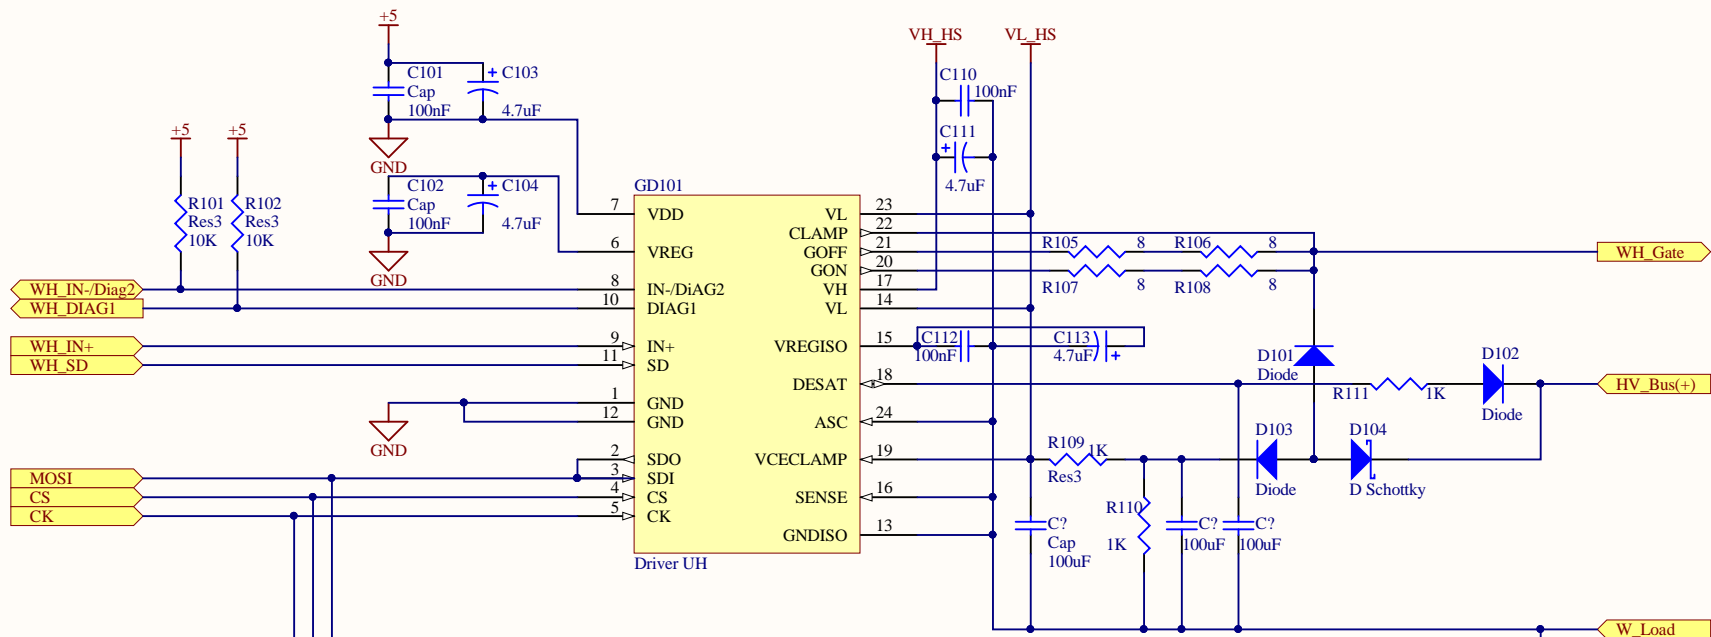 +5
C101
Cap
100nF
C103
4.7uF
GND
+5
+5
R101
Res3
10K
R102
Res3
10K
C102
Cap
100nF
C104
4.7uF
GND
VH_HS
VL_HS
C110
100nF
C111
4.7uF
GD101
7
VDD
6
VREG
8
IN-/DiAG2
10
DIAG1
9
IN+
11
SD
1
GND
12
GND
2
SDO
3
SDI
4
CS
5
CK
VL
23
CLAMP
22
GOFF
21
GON
20
VH
17
VL
14
VREGISO
15
DESAT
18
ASC
24
VCECLAMP
19
SENSE
16
GNDISO
13
Driver UH
WH_IN-/Diag2
WH_DIAG1
WH_IN+
WH_SD
GND
MOSI
CS
CK
R105
8
R106
8
R107
8
R108
8
WH_Gate
C112
100nF
C113
4.7uF
D101
Diode
R111
1K
D102
Diode
HV_Bus(+)
R109
1K
Res3
D103
Diode
D104
D Schottky
R110
1K
C?
Cap
100uF
C?
100uF
C?
100uF
W_Load